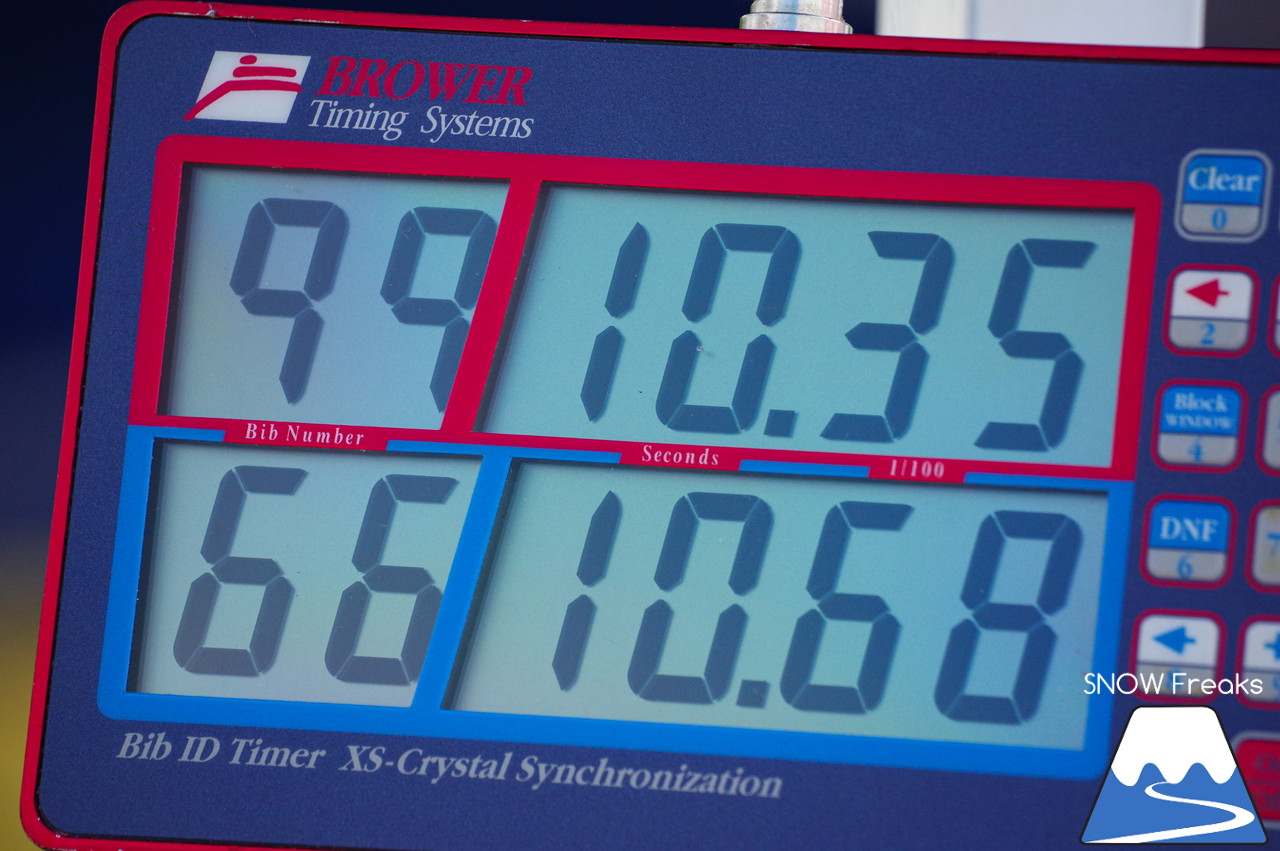 BROWER
Timing Systems
99 10.35
Clear
0
2
Bib Number Seconds 1/100
Block
WINDOW
4
66 10.68
DNF
6
SNOW Freaks
Bib ID Timer XS-Crystal Synchronization